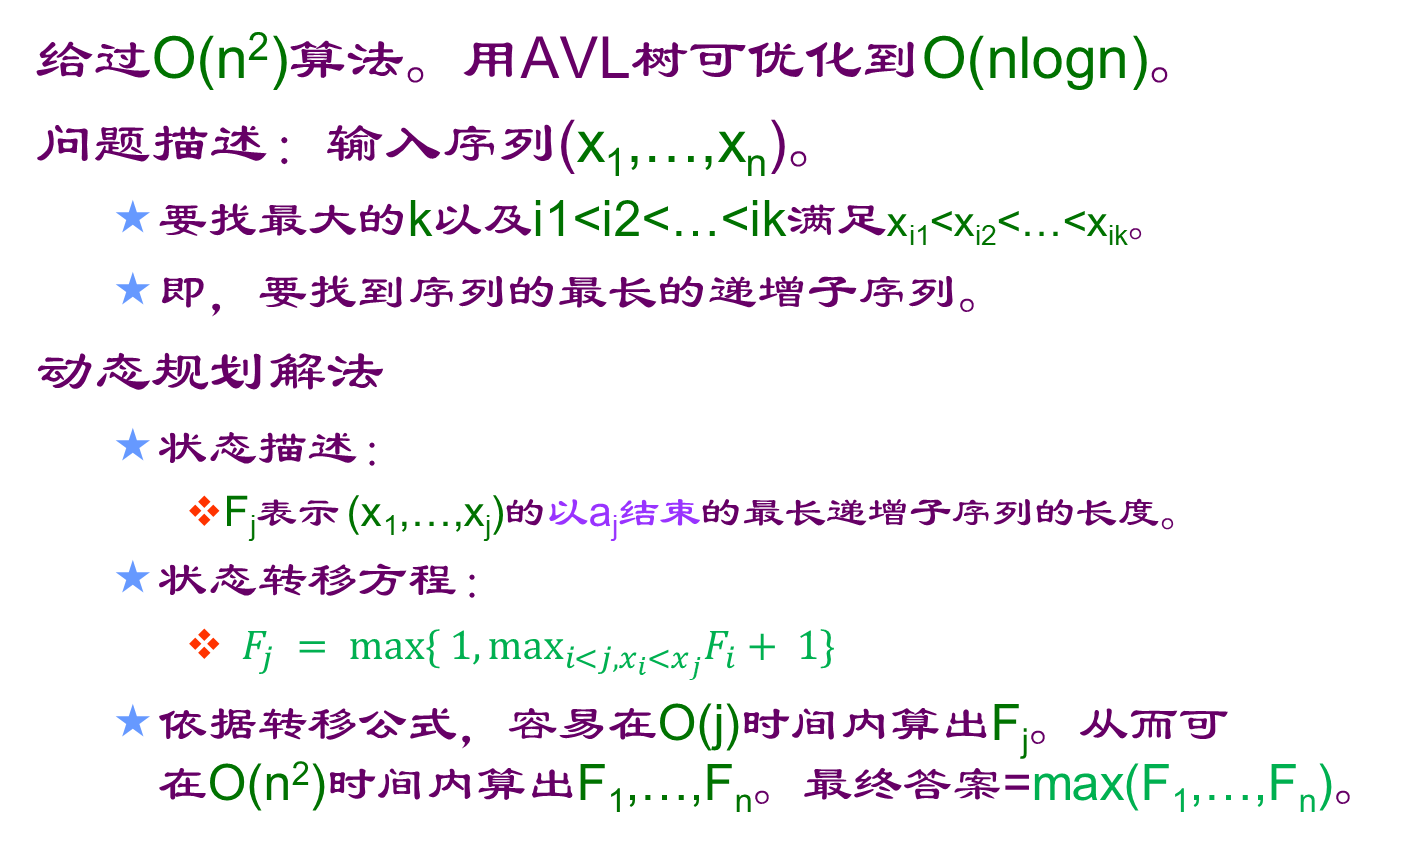 给过O(n²)算法。用AVL树可优化到O(nlogn)。
问题描述：输入序列(x₁,…,xₙ)。
★要找最大的k以及i1<i2<…<ik满足xᵢ₁<xᵢ₂<…<xᵢₖ。
★即，要找到序列的最长的递增子序列。
动态规划解法
★状态描述：
❖Fⱼ表示(x₁,…,xⱼ)的以aⱼ结束的最长递增子序列的长度。
★状态转移方程：
❖ Fⱼ = max{ 1, max_{i<j,xᵢ<xⱼ}Fᵢ + 1}
★依据转移公式，容易在O(j)时间内算出Fⱼ。从而可
在O(n²)时间内算出F₁,…,Fₙ。最终答案=max(F₁,…,Fₙ)。